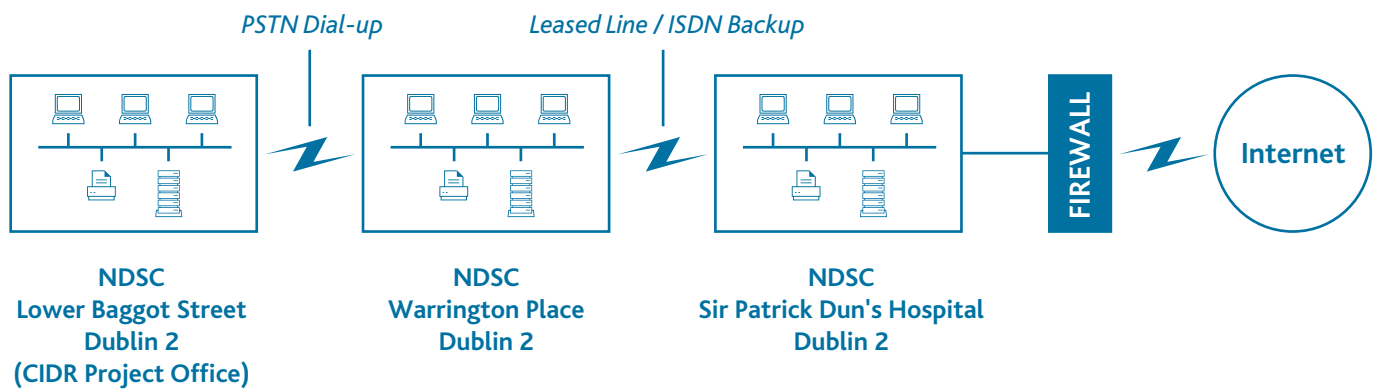 PSTN Dial-up
Leased Line / ISDN Backup
FIREWALL
Internet
NDSC
Lower Baggot Street
Dublin 2
(CIDR Project Office)
NDSC
Warrington Place
Dublin 2
NDSC
Sir Patrick Dun's Hospital
Dublin 2